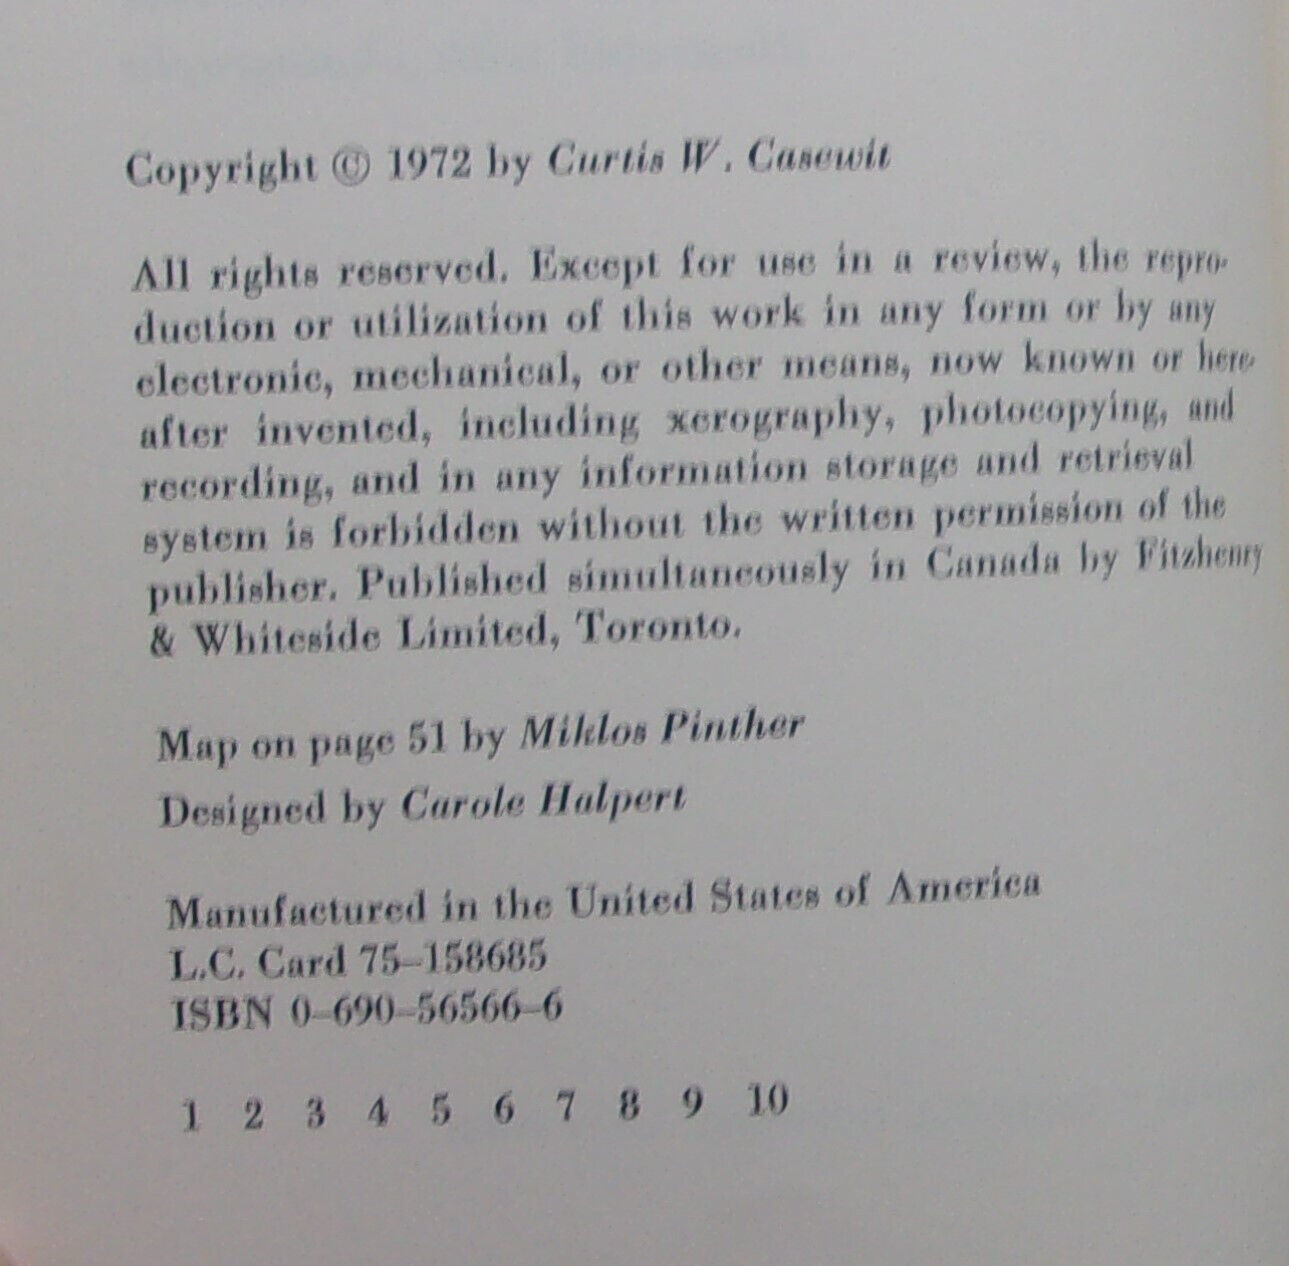 Copyright © 1972 by Curtis W. Casewit
All rights reserved. Except for use in a review, the repro-
duction or utilization of this work in any form or by any
electronic, mechanical, or other means, now known or here-
after invented, including xerography, photocopying, and
recording, and in any information storage and retrieval
system is forbidden without the written permission of the
publisher. Published simultaneously in Canada by Fitzhenry
& Whiteside Limited, Toronto.
Map on page 51 by Miklos Pinther
Designed by Carole Halpert
Manufactured in the United States of America
L.C. Card 75–158685
ISBN 0–690–56566–6
1 2 3 4 5 6 7 8 9 10